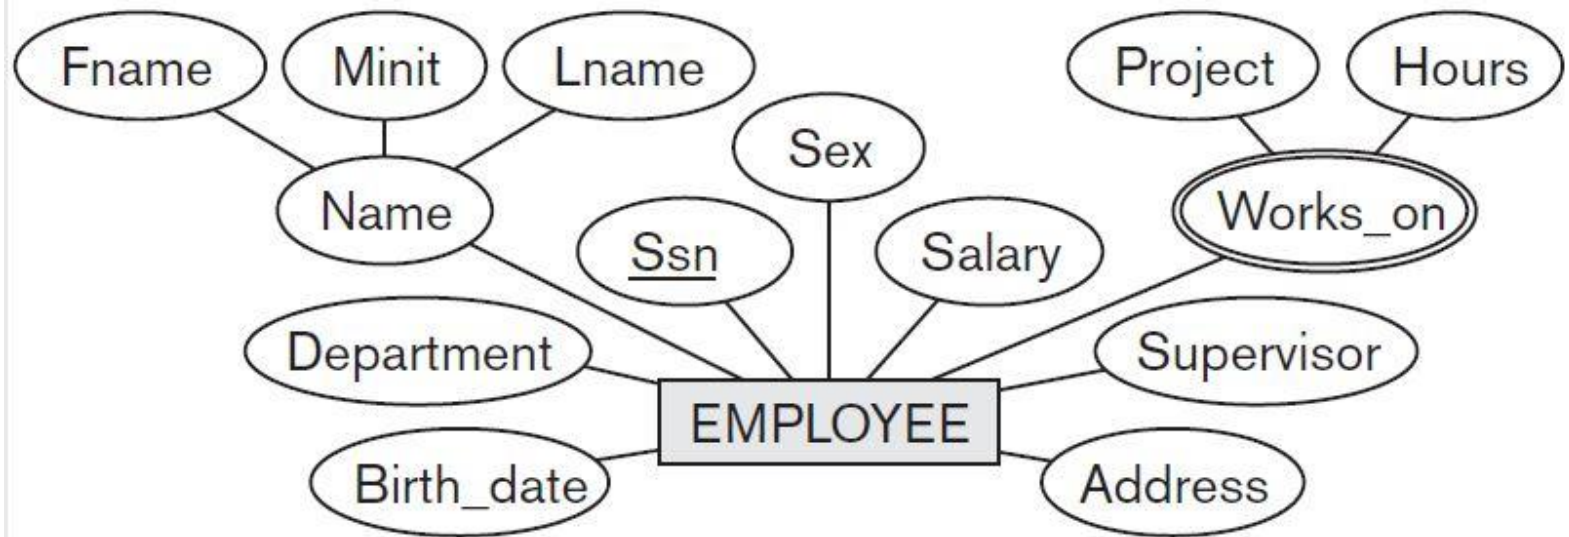 Fname
Minit
Lname
Project
Hours
Sex
Name
Works_on
Ssn
Salary
Department
Supervisor
EMPLOYEE
Birth_date
Address